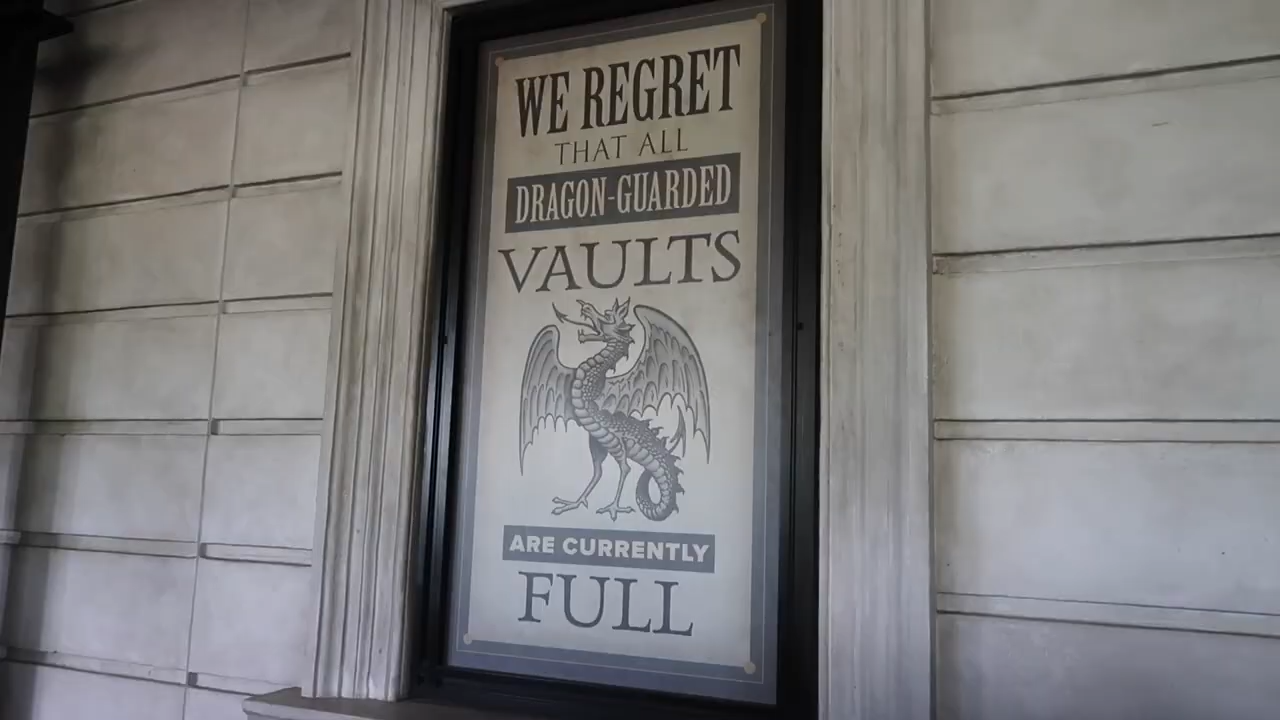 WE REGRET
THAT ALL
DRAGON-GUARDED
VAULTS
ARE CURRENTLY
FULL